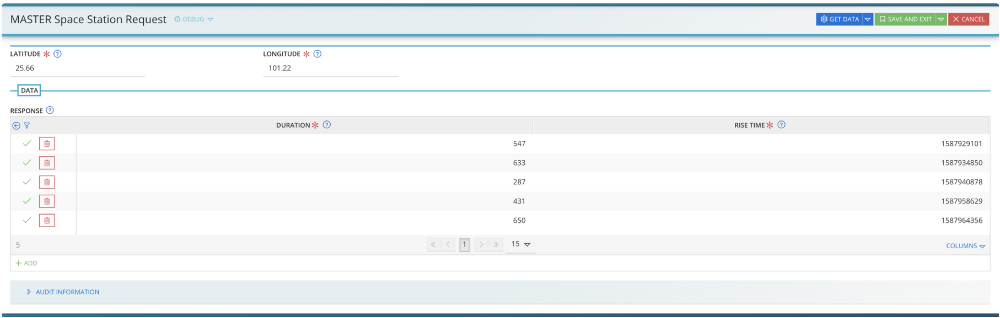 MASTER Space Station Request DEBUG GET DATA SAVE AND EXIT CANCEL
LATITUDE * ? LONGITUDE * ?
25.66 101.22
DATA
RESPONSE ?
DURATION * ? RISE TIME * ?
547 1587929101
633 1587934850
287 1587940878
431 1587958629
650 1587964356
5 « < 1 > » 15 COLUMNS
+ ADD
AUDIT INFORMATION